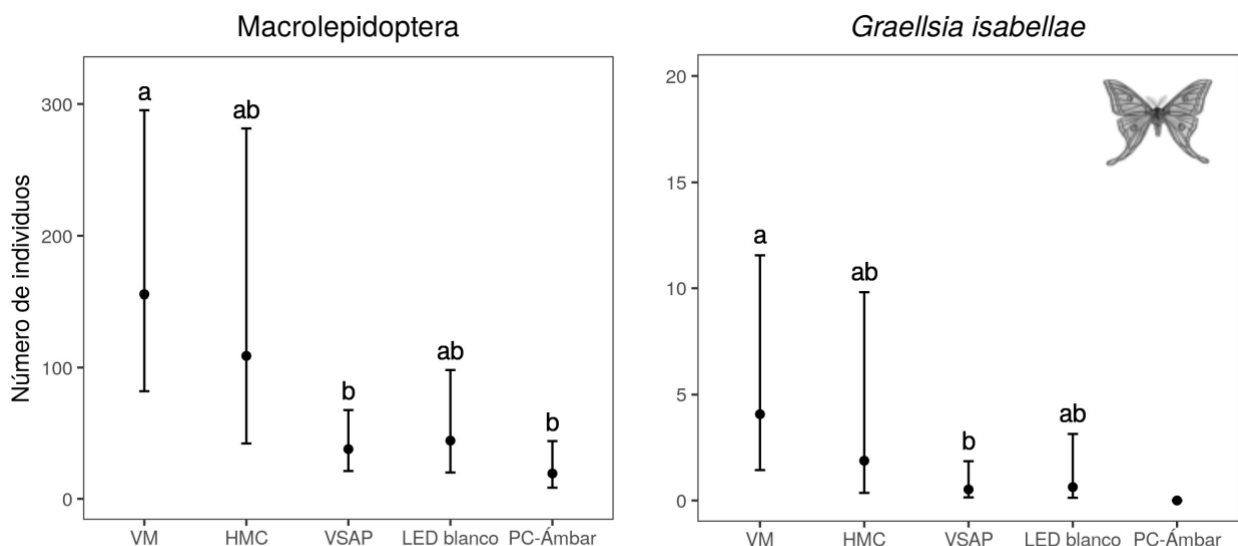 Macrolepidoptera
Número de individuos
300
200
100
0
a
ab
b
ab
b
VM HMC VSAP LED blanco PC-Ámbar
Graellsia isabellae
20
15
10
5
0
a
ab
b
ab
VM HMC VSAP LED blanco PC-Ámbar